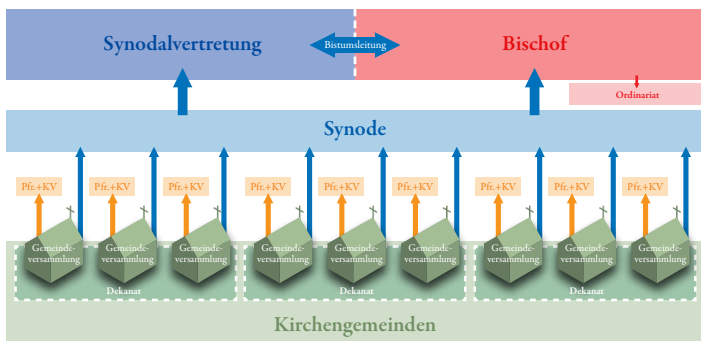 Synodalvertretung
Bistumsleitung
Bischof
Ordinariat
Synode
Pfr.+KV Pfr.+KV Pfr.+KV Pfr.+KV Pfr.+KV Pfr.+KV Pfr.+KV Pfr.+KV Pfr.+KV
Gemeinde- Gemeinde- Gemeinde- Gemeinde- Gemeinde- Gemeinde- Gemeinde- Gemeinde- Gemeinde-
versammlung versammlung versammlung versammlung versammlung versammlung versammlung versammlung versammlung
Dekanat Dekanat Dekanat
Kirchengemeinden